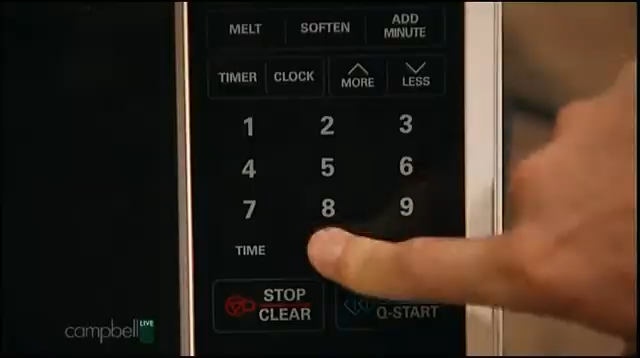 MELT SOFTEN ADD MINUTE
TIMER CLOCK MORE LESS
1 2 3
4 5 6
7 8 9
TIME
STOP CLEAR Q-START
campbell LIVE